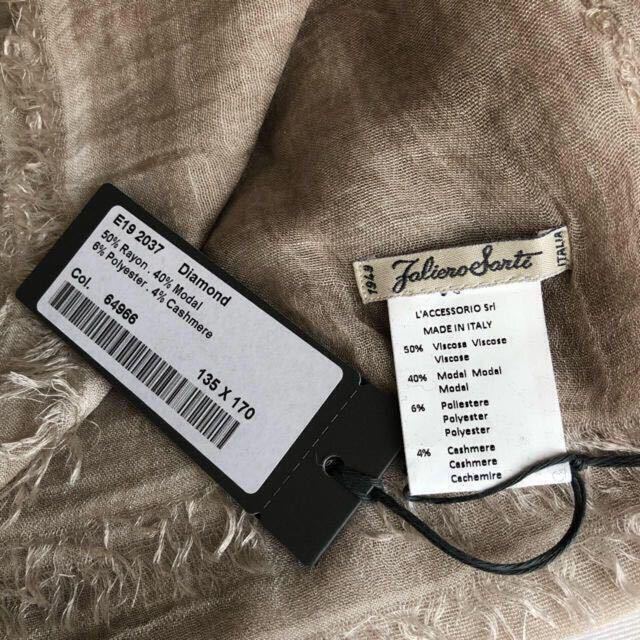 E19 2037 Diamond
50% Rayon . 40% Modal
6% Polyester . 4% Cashmere
Col. 64966
135 X 170
1949 Faliero Sarti ITALIA
L'ACCESSORIO Srl
MADE IN ITALY
50% Viscosa Viscose
Viscose
40% Modal Modal
Modal
6% Poliestere
Polyester
Polyester
4% Cashmere
Cashmere
Cachemire